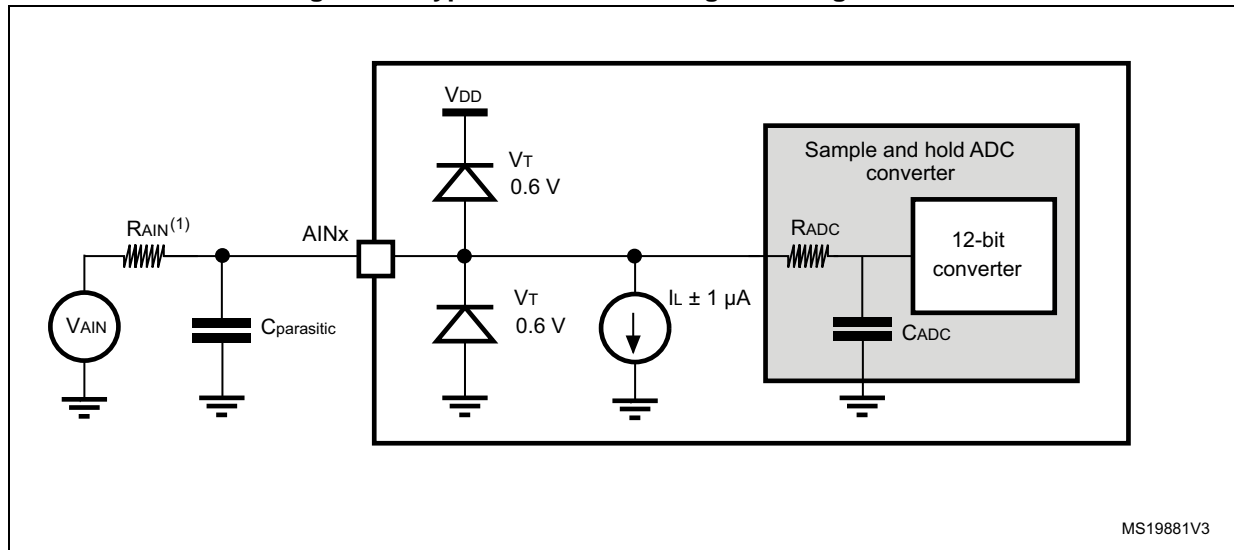 VDD
VT
0.6 V
Sample and hold ADC
converter
RAIN(1)
AINx
RADC
12-bit
converter
VT
0.6 V
IL ± 1 µA
VAIN
Cparasitic
CADC
MS19881V3